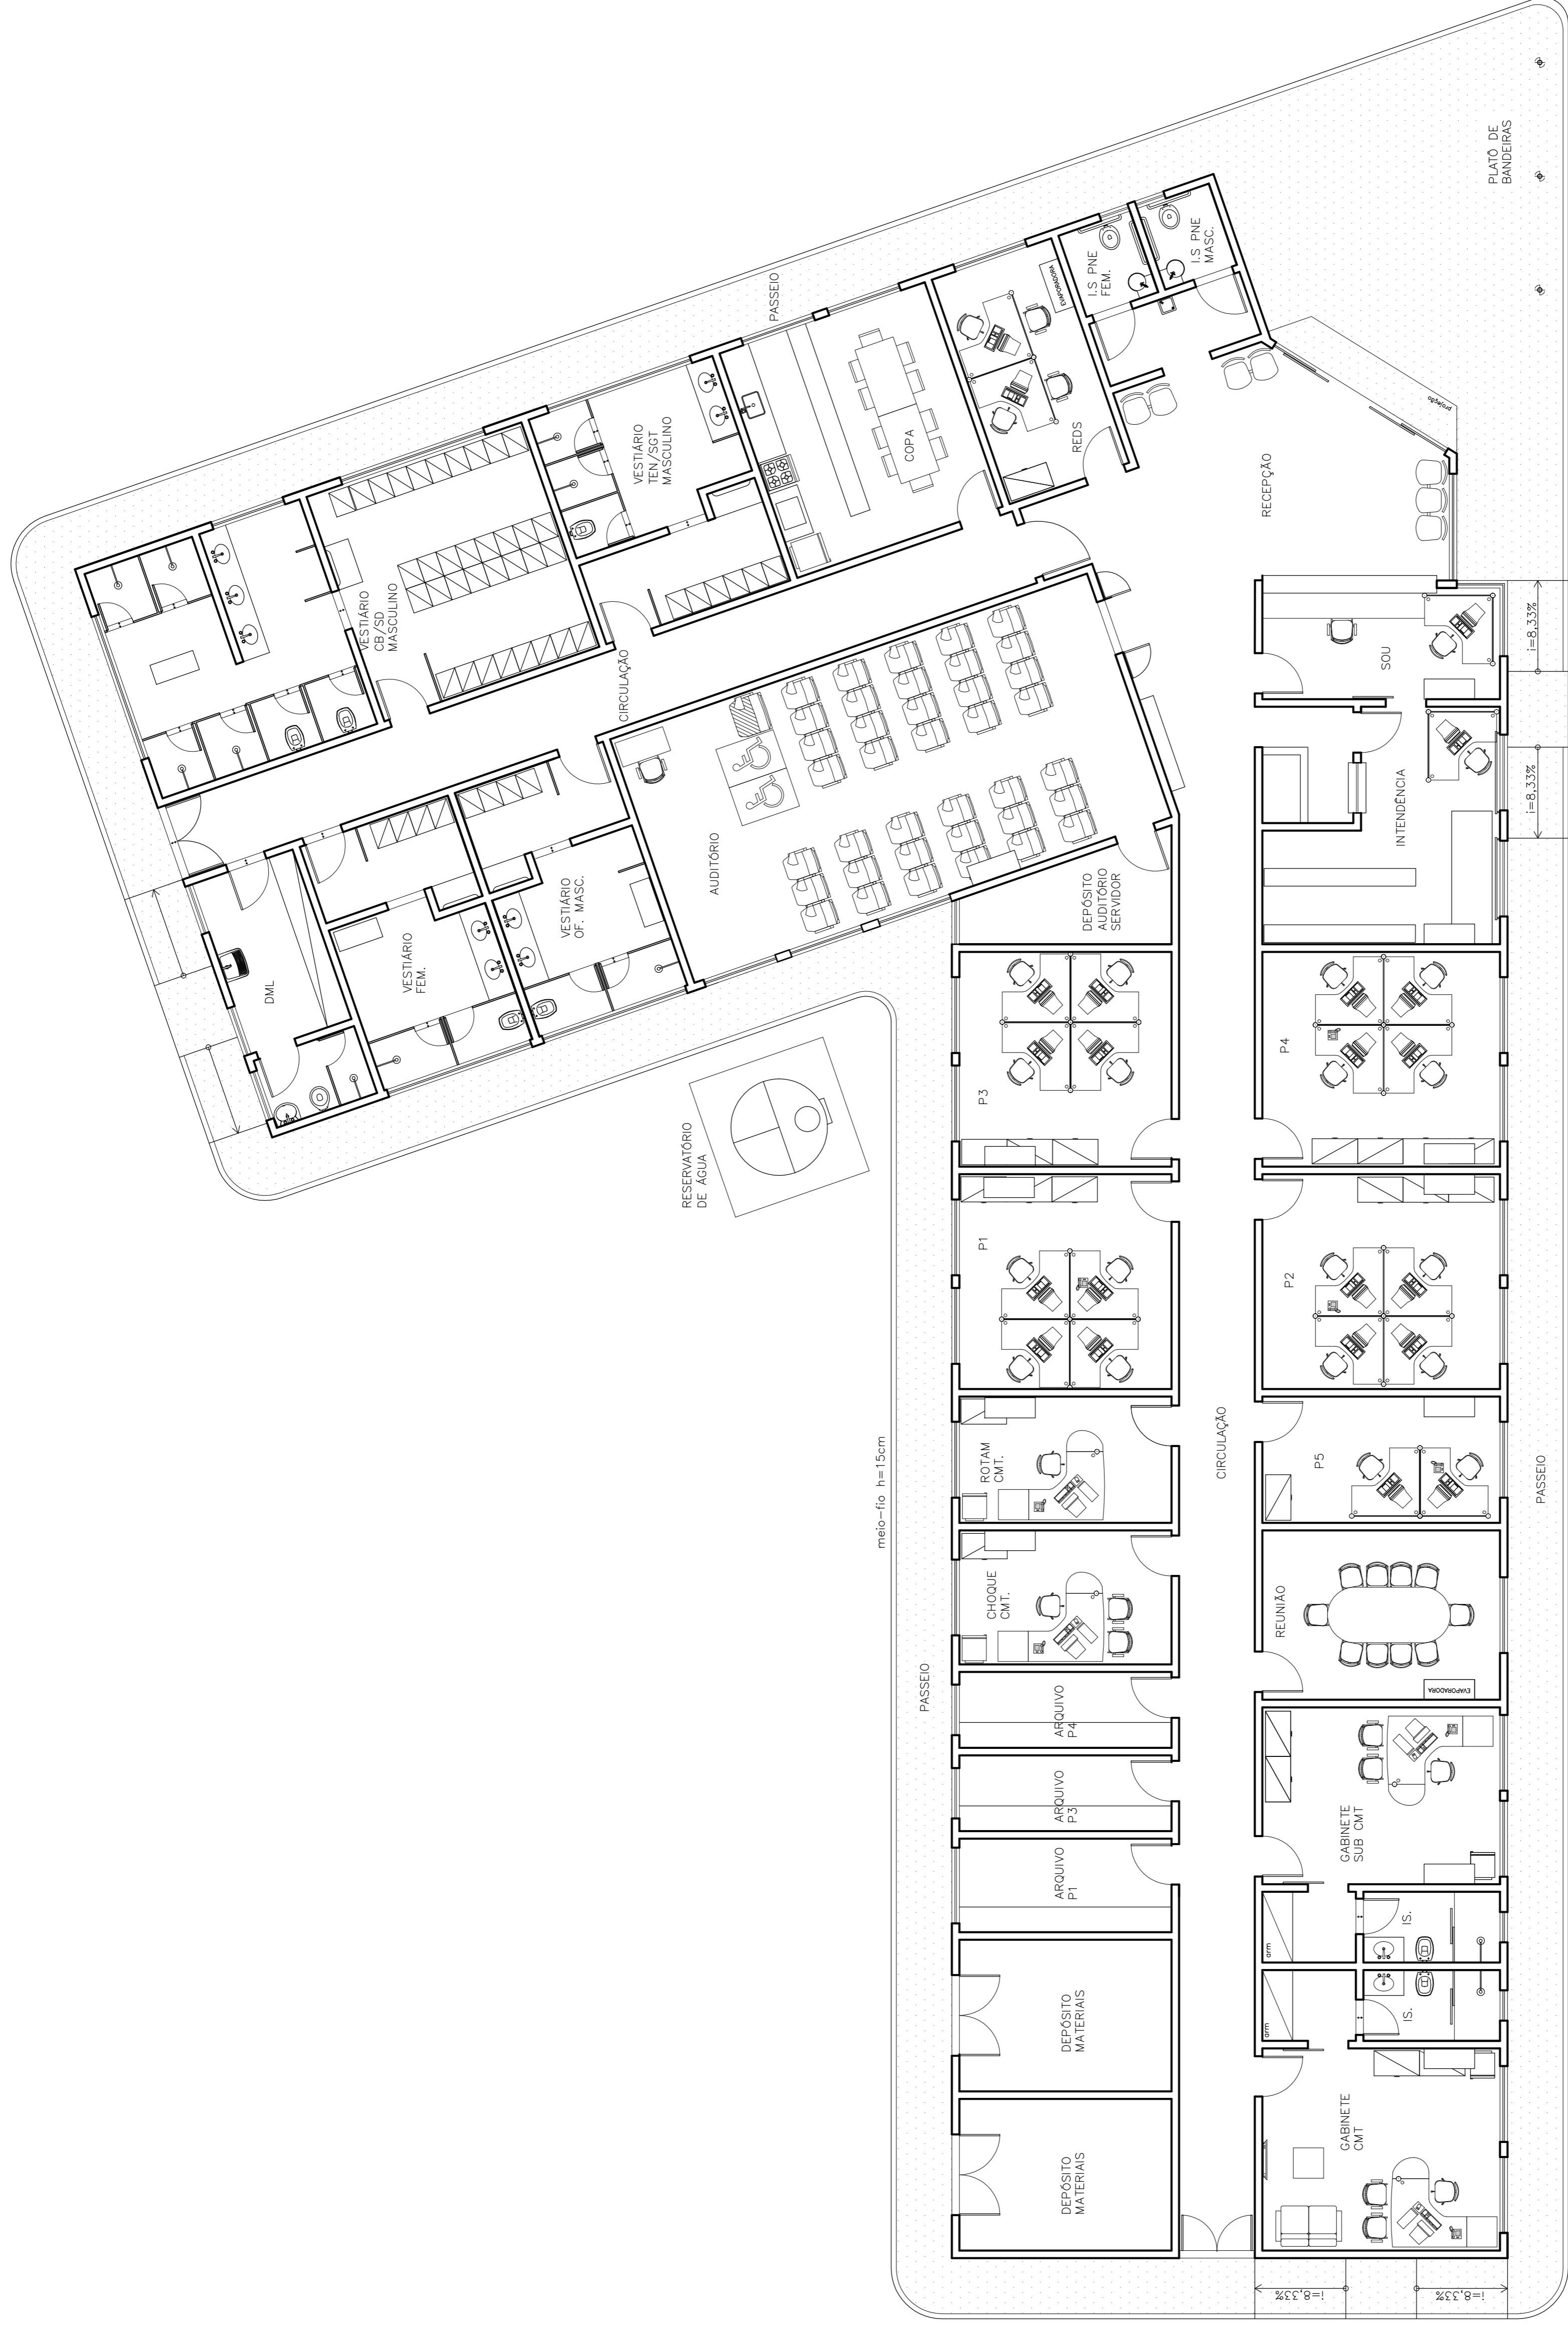 PLATÔ DE
BANDEIRAS
PASSEIO
I.S PNE
MASC.
I.S PNE
FEM.
EVAPORADORA
REDS
COPA
projeção
RECEPÇÃO
VESTIÁRIO
TEN/SGT
MASCULINO
VESTIÁRIO
CB/SD
MASCULINO
CIRCULAÇÃO
AUDITÓRIO
VESTIÁRIO
OF. MASC.
VESTIÁRIO
FEM.
DML
DEPÓSITO
AUDITÓRIO
SERVIDOR
SOU
i=8,33%
INTENDÊNCIA
i=8,33%
RESERVATÓRIO
DE ÁGUA
P3
P4
P1
P2
meio-fio h=15cm
ROTAM
CMT.
CIRCULAÇÃO
P5
PASSEIO
CHOQUE
CMT.
REUNIÃO
EVAPORADORA
PASSEIO
ARQUIVO
P4
ARQUIVO
P3
ARQUIVO
P1
GABINETE
SUB CMT
arm
IS.
arm
IS.
DEPÓSITO
MATERIAIS
DEPÓSITO
MATERIAIS
GABINETE
CMT
i=8,33%
i=8,33%